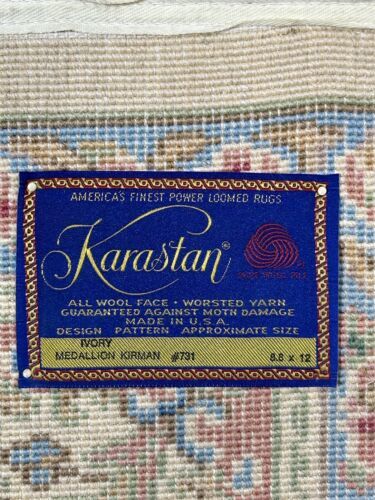 AMERICA'S FINEST POWER LOOMED RUGS
Karastan®
ALL WOOL FACE • WORSTED YARN
GUARANTEED AGAINST MOTH DAMAGE
MADE IN U.S.A.
DESIGN PATTERN APPROXIMATE SIZE
IVORY
MEDALLION KIRMAN #731 8.8 x 12